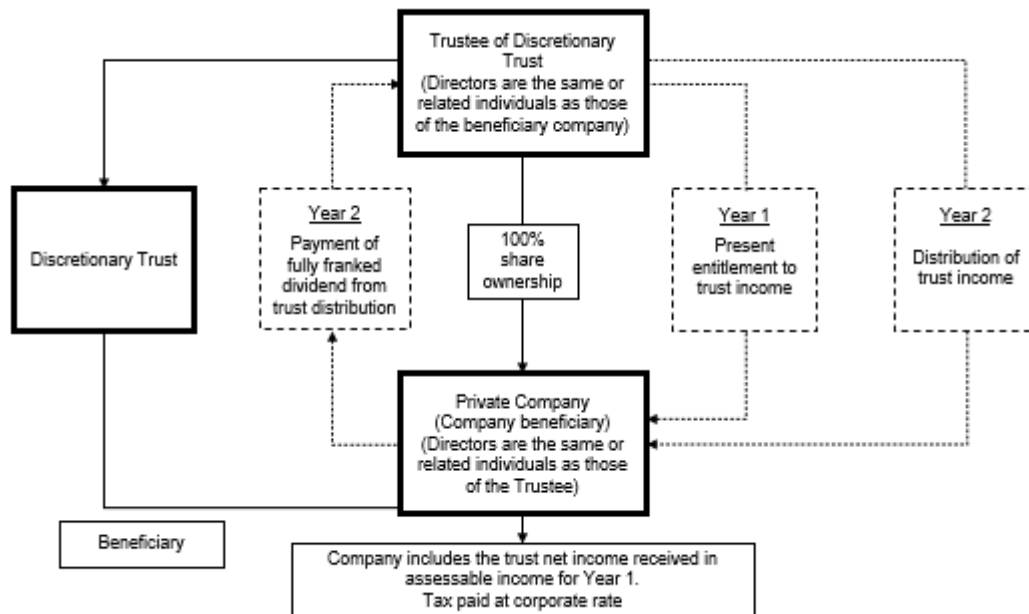 Trustee of Discretionary
Trust
(Directors are the same or
related individuals as those
of the beneficiary company)
Discretionary Trust
Year 2
Payment of
fully franked
dividend from
trust distribution
100%
share
ownership
Year 1
Present
entitlement to
trust income
Year 2
Distribution of
trust income
Private Company
(Company beneficiary)
(Directors are the same or
related individuals as those
of the Trustee)
Beneficiary
Company includes the trust net income received in
assessable income for Year 1.
Tax paid at corporate rate